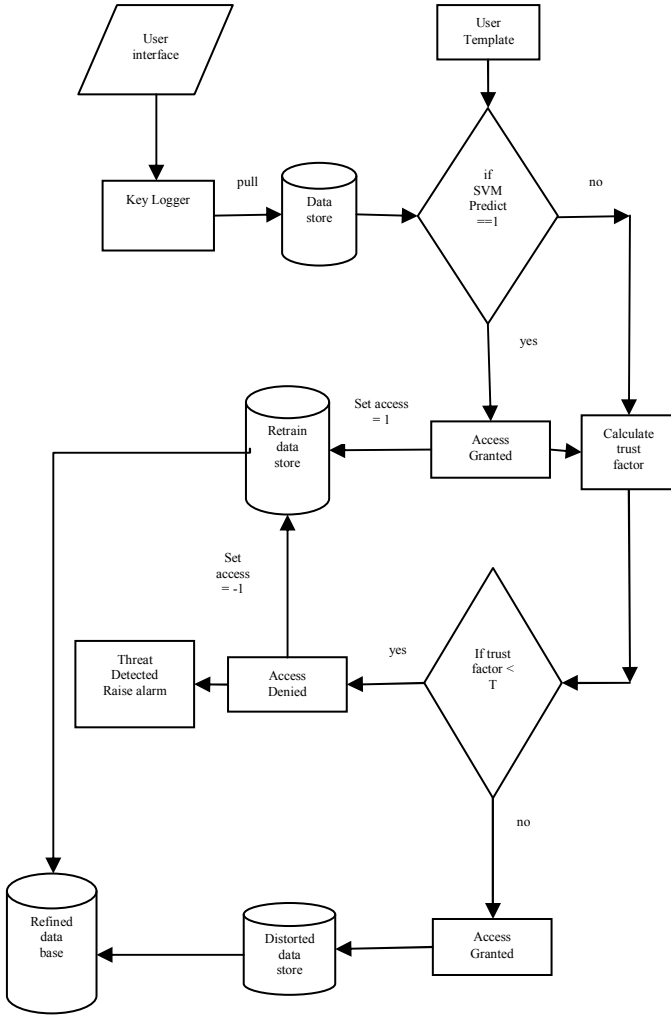 User
interface
User
Template
Key Logger
pull
Data
store
if
SVM
Predict
==1
no
yes
Set access
= 1
Retrain
data
store
Access
Granted
Calculate
trust
factor
Set
access
= -1
Threat
Detected
Raise alarm
Access
Denied
yes
If trust
factor <
T
no
Refined
data
base
Distorted
data
store
Access
Granted